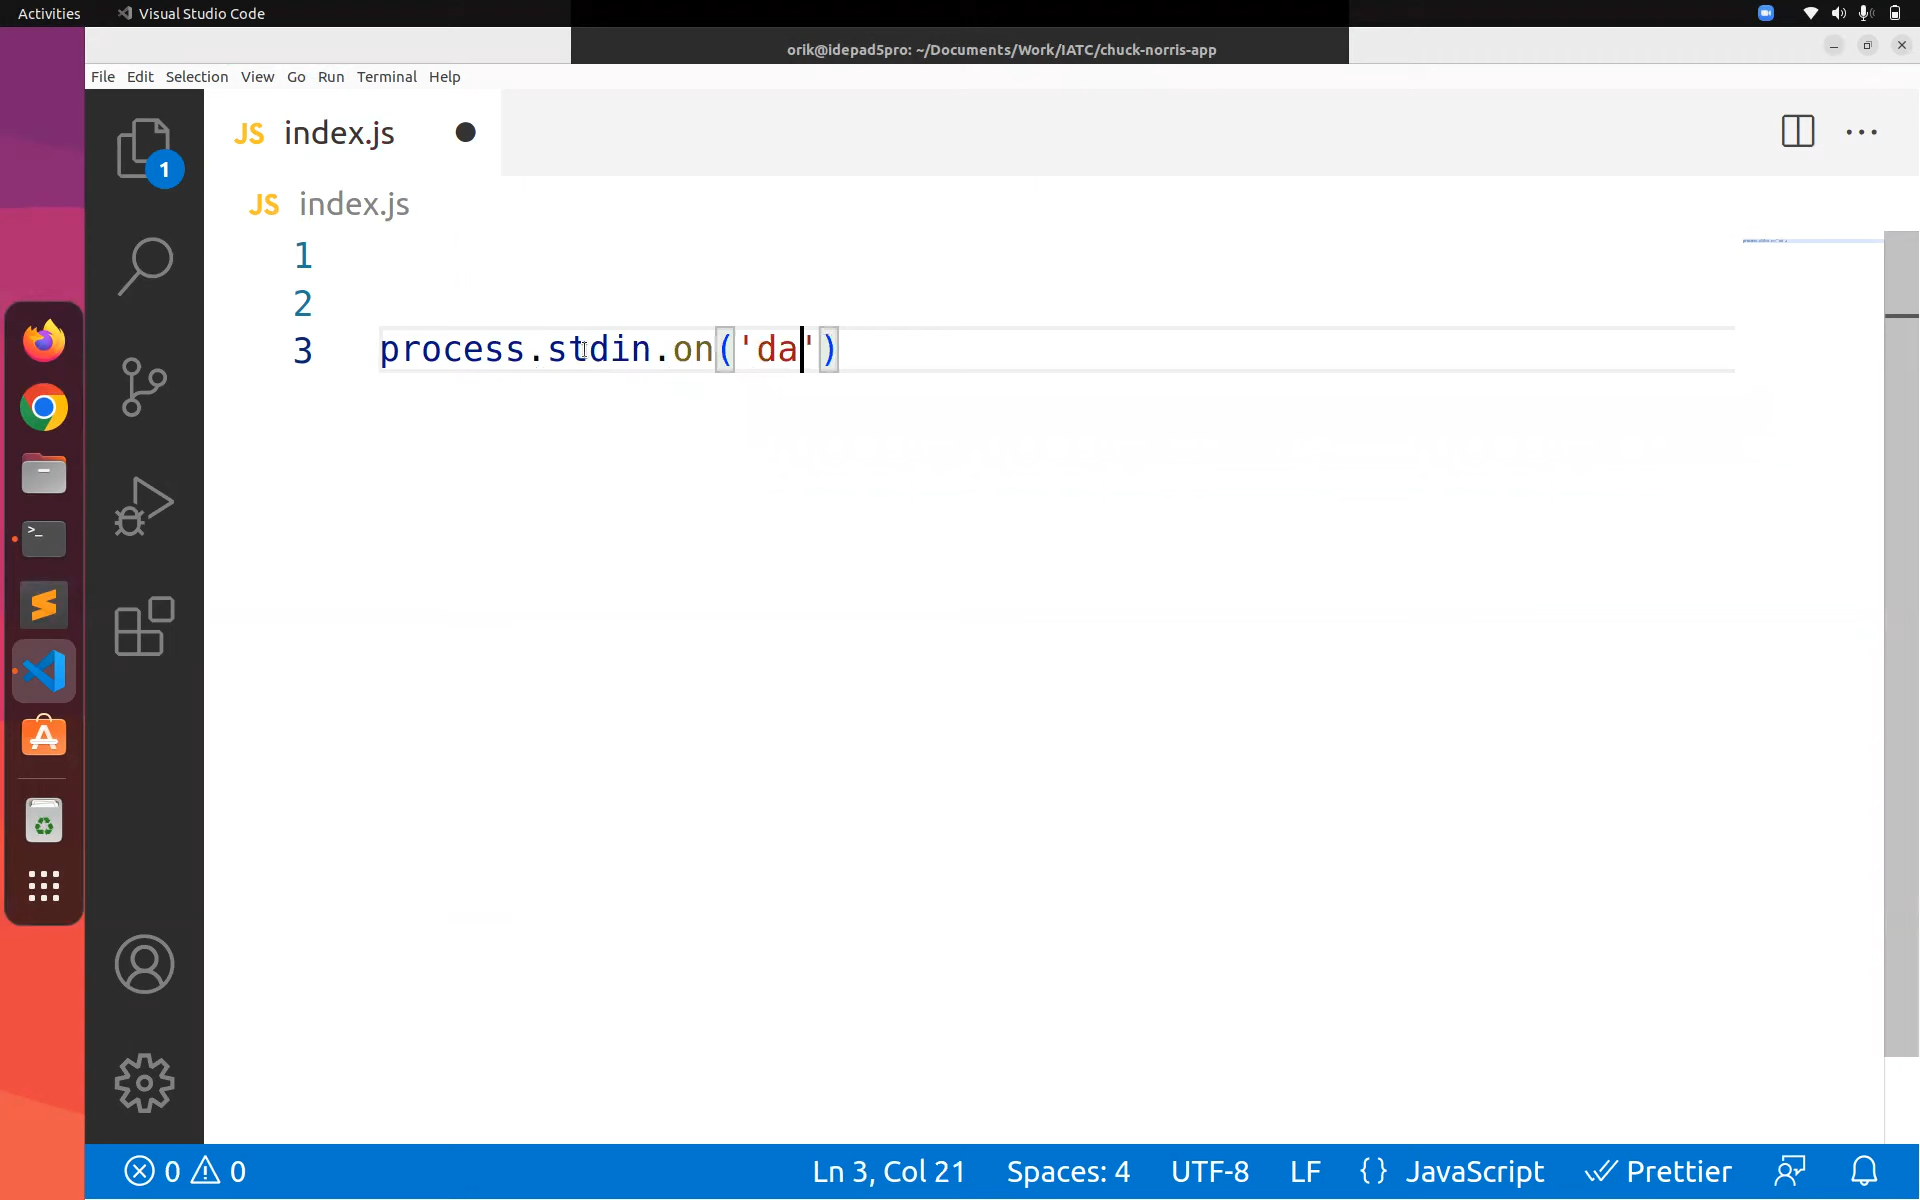 Activities Visual Studio Code
orik@idepad5pro: ~/Documents/Work/IATC/chuck-norris-app
File Edit Selection View Go Run Terminal Help
JS index.js
1
JS index.js
1
2
3 process.stdin.on('da')
0 0 Ln 3, Col 21 Spaces: 4 UTF-8 LF {} JavaScript Prettier